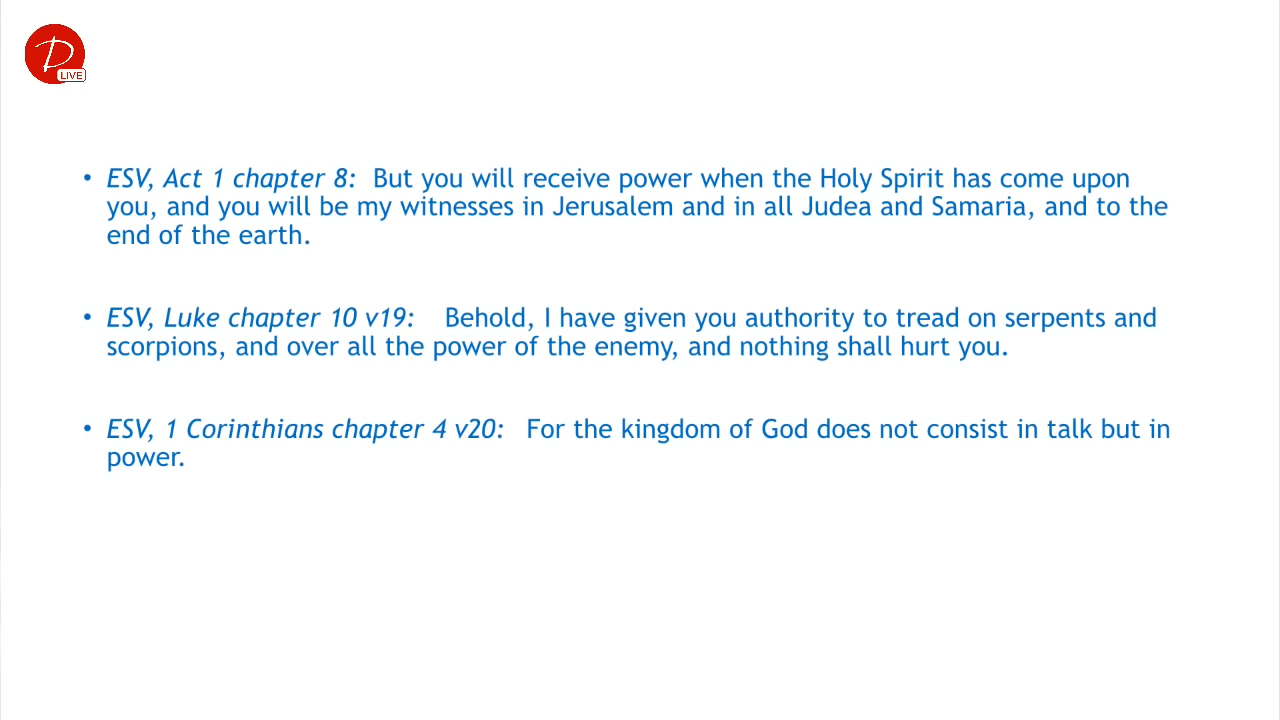 D
LIVE
• ESV, Act 1 chapter 8: But you will receive power when the Holy Spirit has come upon
you, and you will be my witnesses in Jerusalem and in all Judea and Samaria, and to the
end of the earth.
• ESV, Luke chapter 10 v19: Behold, I have given you authority to tread on serpents and
scorpions, and over all the power of the enemy, and nothing shall hurt you.
• ESV, 1 Corinthians chapter 4 v20: For the kingdom of God does not consist in talk but in
power.